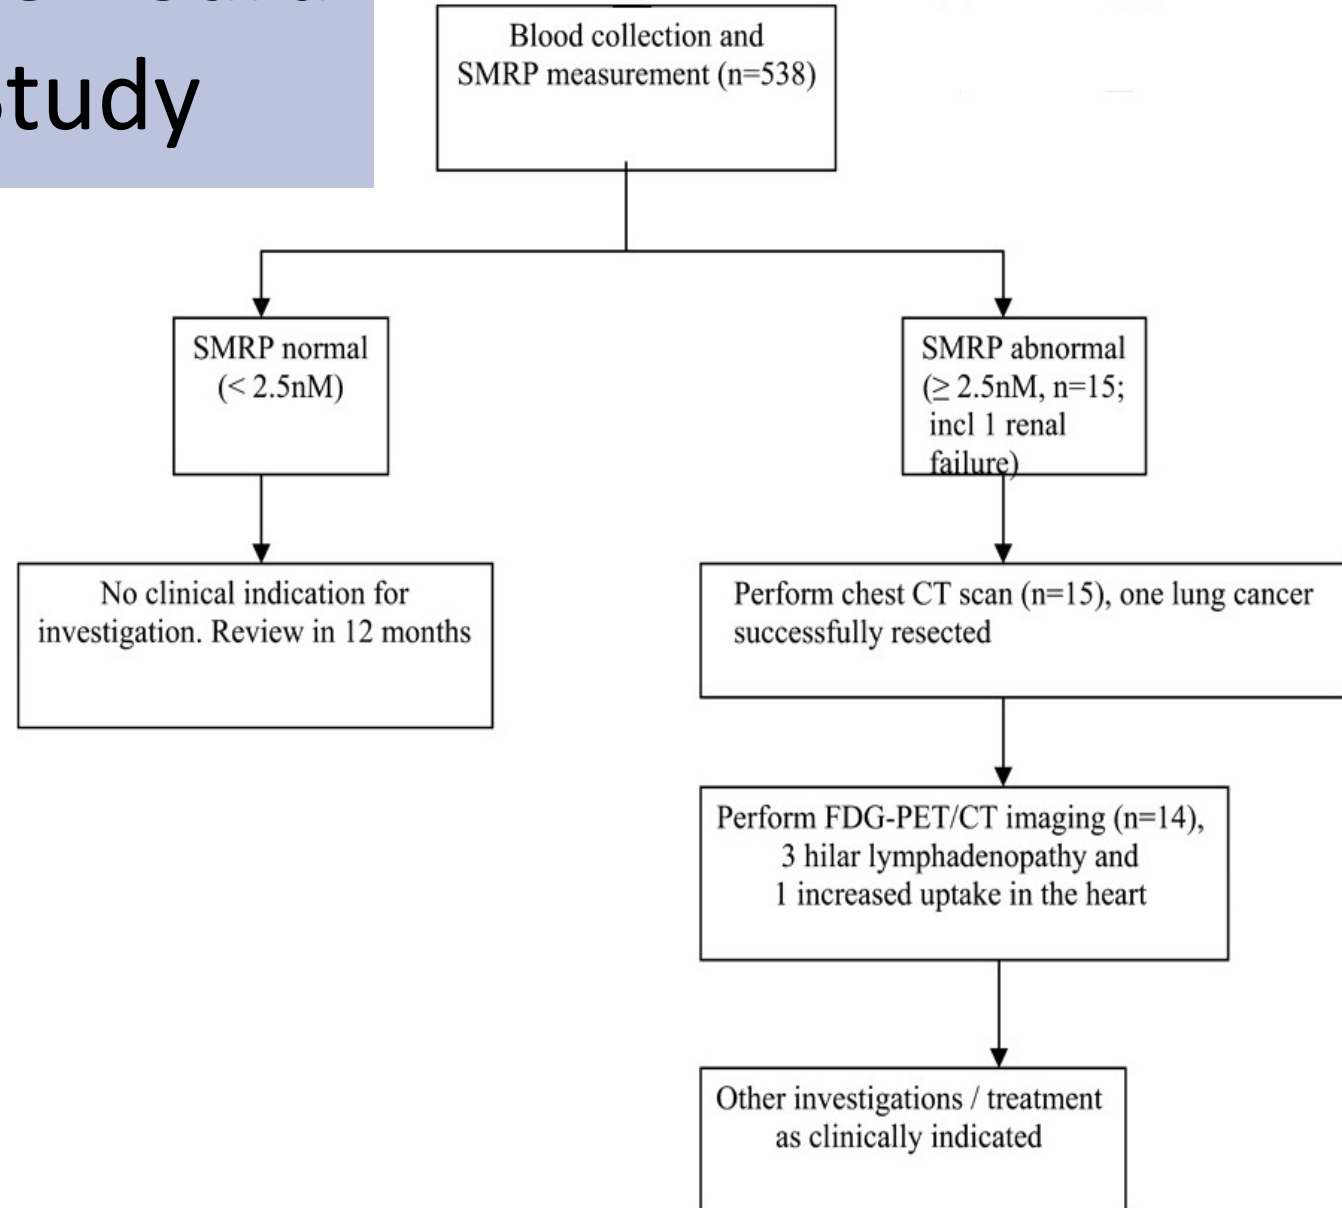 study
Blood collection and
SMRP measurement (n=538)
SMRP normal
(< 2.5nM)
SMRP abnormal
(≥ 2.5nM, n=15;
incl 1 renal
failure)
No clinical indication for
investigation. Review in 12 months
Perform chest CT scan (n=15), one lung cancer
successfully resected
Perform FDG-PET/CT imaging (n=14),
3 hilar lymphadenopathy and
1 increased uptake in the heart
Other investigations / treatment
as clinically indicated